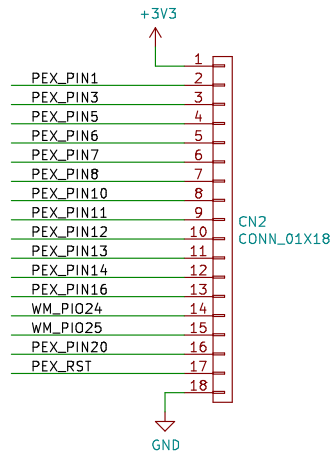 +3V3
1
PEX_PIN1 2
PEX_PIN3 3
PEX_PIN5 4
PEX_PIN6 5
PEX_PIN7 6
PEX_PIN8 7
PEX_PIN10 8
PEX_PIN11 9
CN2
PEX_PIN12 10
CONN_01X18
PEX_PIN13 11
PEX_PIN14 12
PEX_PIN16 13
WM_PIO24 14
WM_PIO25 15
PEX_PIN20 16
PEX_RST 17
18
GND